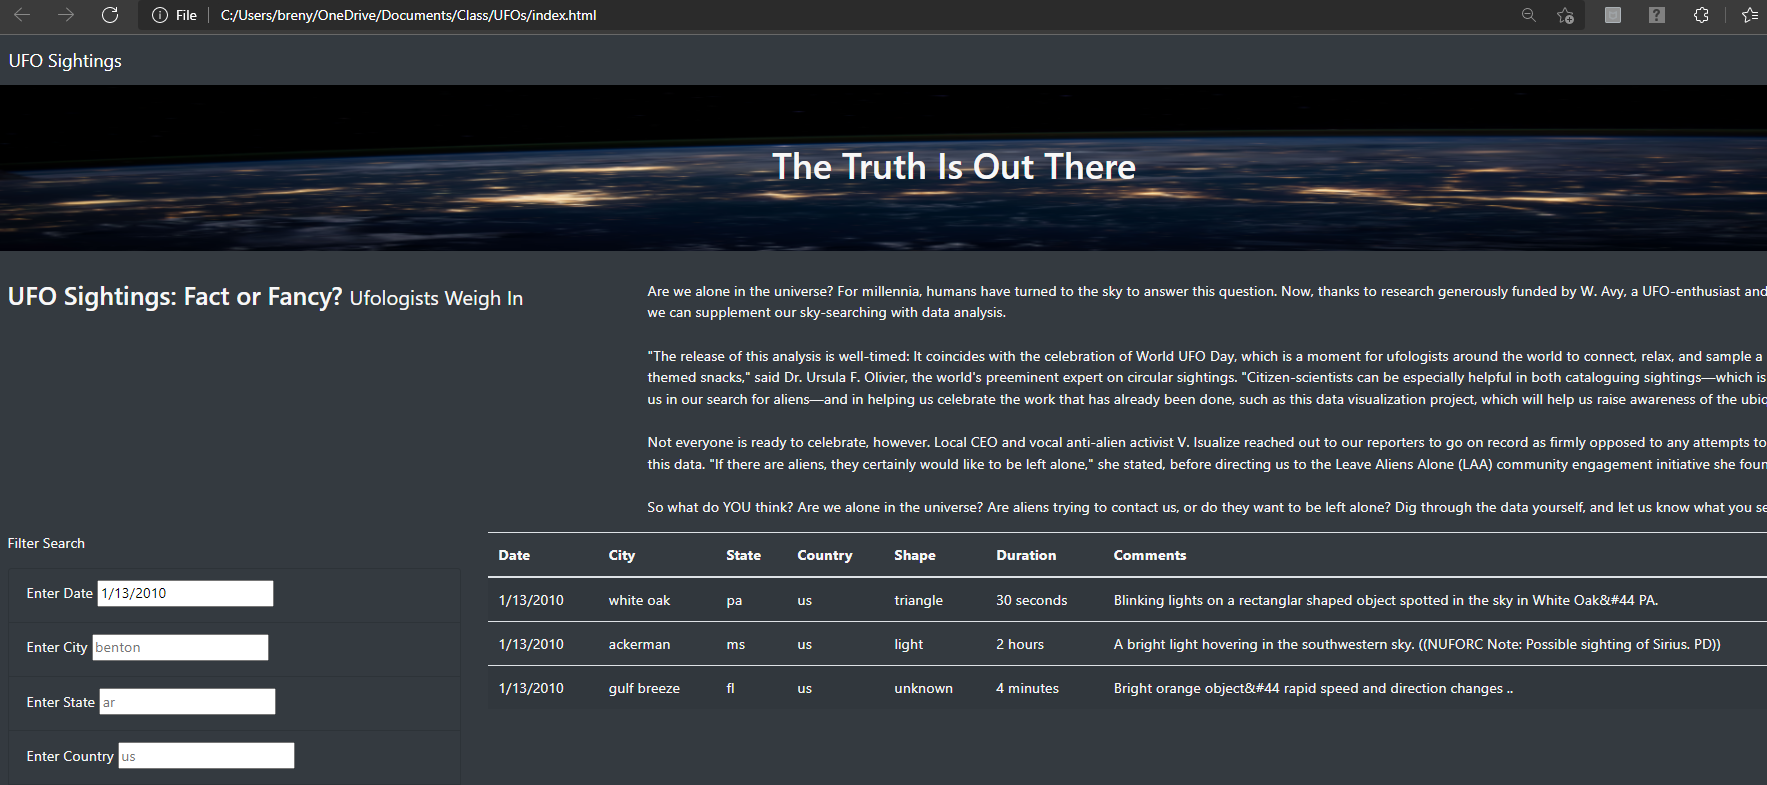 File C:/Users/breny/OneDrive/Documents/Class/UFOs/index.html
UFO Sightings
The Truth Is Out There
UFO Sightings: Fact or Fancy? Ufologists Weigh In
Are we alone in the universe? For millennia, humans have turned to the sky to answer this question. Now, thanks to research generously funded by W. Avy, a UFO-enthusiast and
we can supplement our sky-searching with data analysis.
"The release of this analysis is well-timed: It coincides with the celebration of World UFO Day, which is a moment for ufologists around the world to connect, relax, and sample a
themed snacks," said Dr. Ursula F. Olivier, the world's preeminent expert on circular sightings. "Citizen-scientists can be especially helpful in both cataloguing sightings—which is
us in our search for aliens—and in helping us celebrate the work that has already been done, such as this data visualization project, which will help us raise awareness of the
Not everyone is ready to celebrate, however. Local CEO and vocal anti-alien activist V. Isualize reached out to our reporters to go on record as firmly opposed to any attempts to
this data. "If there are aliens, they certainly would like to be left alone," she stated, before directing us to the Leave Aliens Alone (LAA) community engagement initiative she
So what do YOU think? Are we alone in the universe? Are aliens trying to contact us, or do they want to be left alone? Dig through the data yourself, and let us know what you
Filter Search
Enter Date 1/13/2010
Enter City benton
Enter State ar
Enter Country us
Date City State Country Shape Duration Comments
1/13/2010 white oak pa us triangle 30 seconds Blinking lights on a rectanglar shaped object spotted in the sky in White Oak&#44 PA.
1/13/2010 ackerman ms us light 2 hours A bright light hovering in the southwestern sky. ((NUFORC Note: Possible sighting of Sirius. PD))
1/13/2010 gulf breeze fl us unknown 4 minutes Bright orange object&#44 rapid speed and direction changes ..